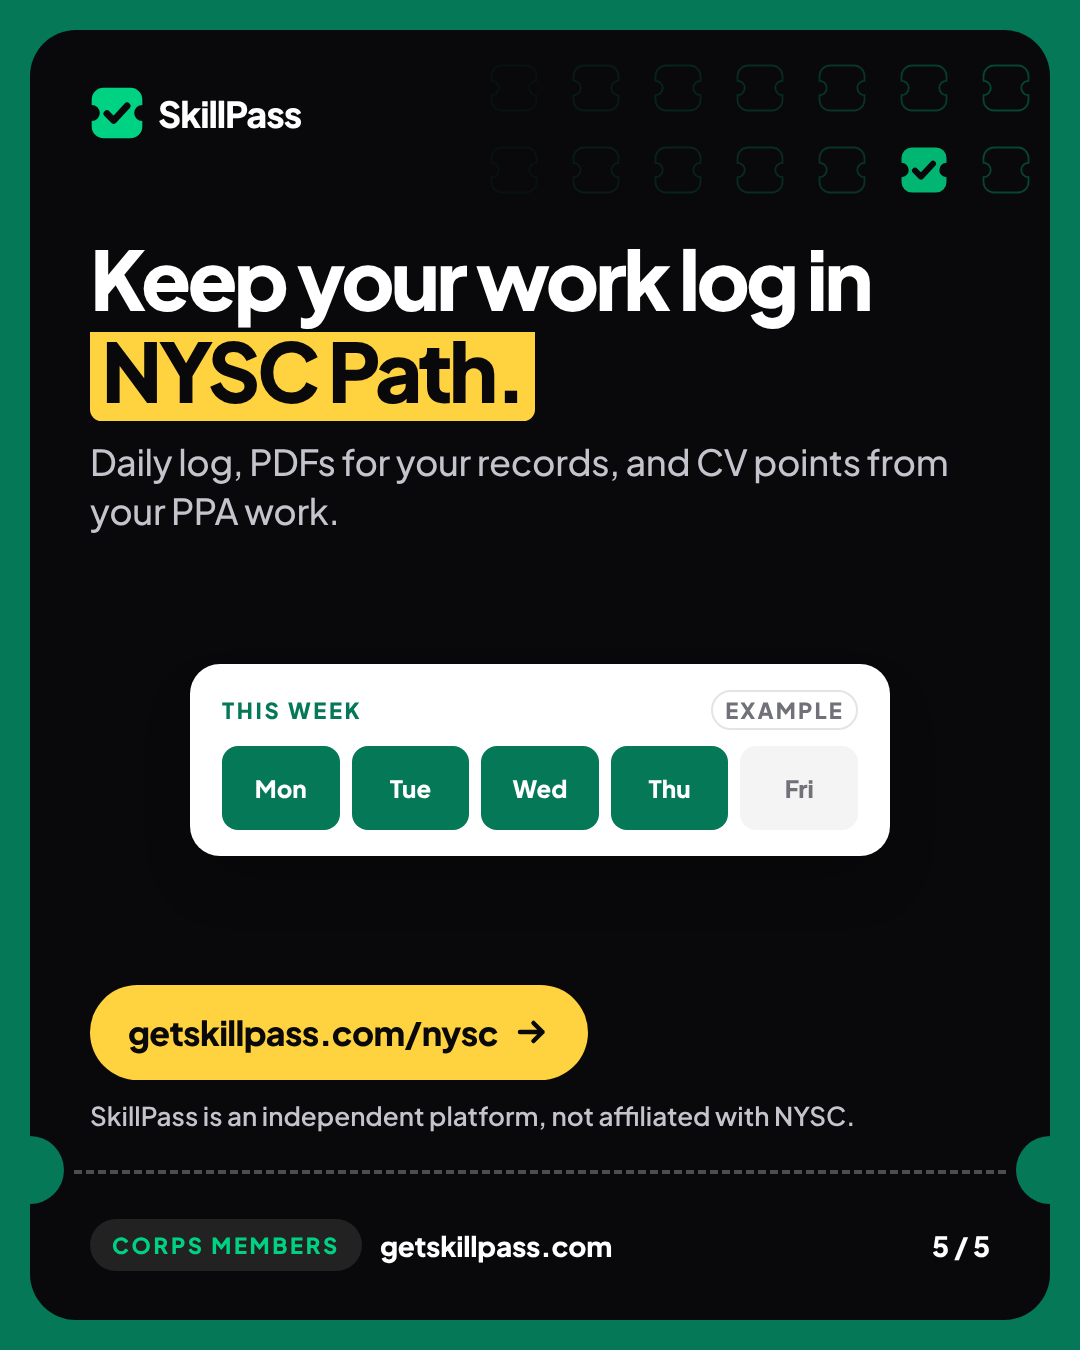 SkillPass
Keep your work log in
NYSC Path.
Daily log, PDFs for your records, and CV points from
your PPA work.
THIS WEEK
EXAMPLE
Mon Tue Wed Thu Fri
getskillpass.com/nysc →
SkillPass is an independent platform, not affiliated with NYSC.
CORPS MEMBERS getskillpass.com 5 / 5